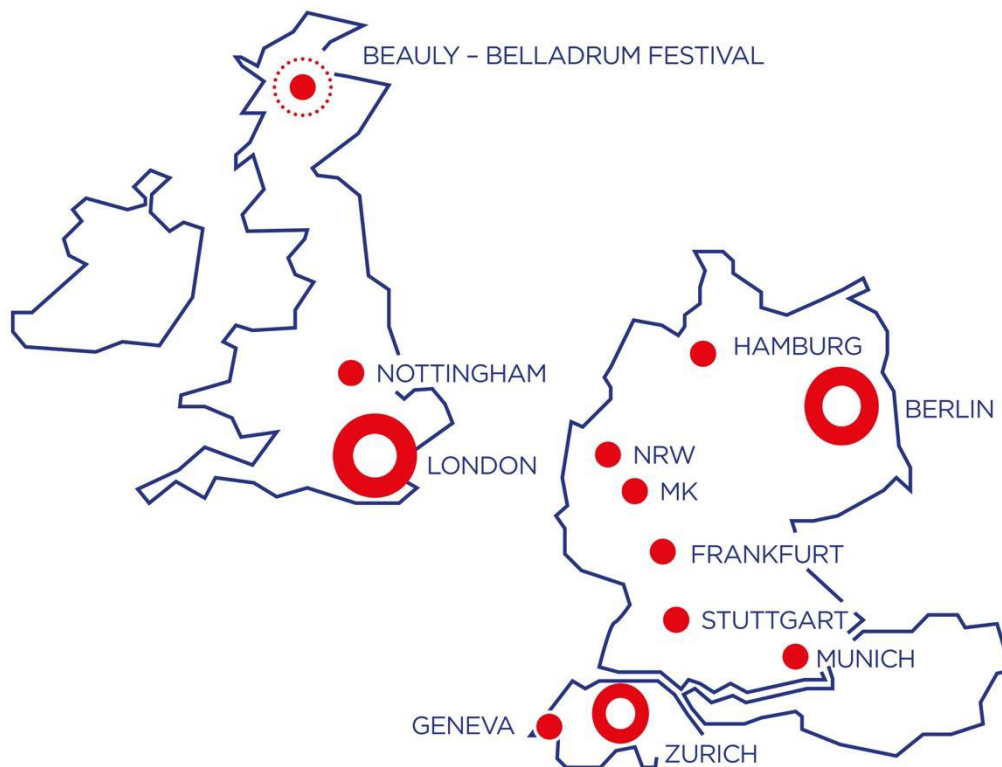 BEAULY – BELLADRUM FESTIVAL
NOTTINGHAM
LONDON
HAMBURG
BERLIN
NRW
MK
FRANKFURT
STUTTGART
MUNICH
GENEVA
ZURICH